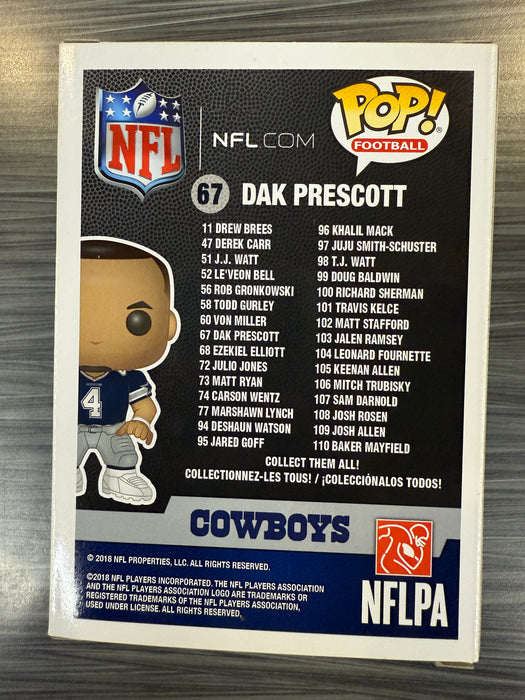 NFL
NFL.COM
POP!
FOOTBALL
67 DAK PRESCOTT
11 DREW BREES
47 DEREK CARR
51 J.J. WATT
52 LE'VEON BELL
56 ROB GRONKOWSKI
58 TODD GURLEY
60 VON MILLER
67 DAK PRESCOTT
68 EZEKIEL ELLIOTT
72 JULIO JONES
73 MATT RYAN
74 CARSON WENTZ
77 MARSHAWN LYNCH
94 DESHAUN WATSON
95 JARED GOFF
96 KHALIL MACK
97 JUJU SMITH-SCHUSTER
98 T.J. WATT
99 DOUG BALDWIN
100 RICHARD SHERMAN
101 TRAVIS KELCE
102 MATT STAFFORD
103 JALEN RAMSEY
104 LEONARD FOURNETTE
105 KEENAN ALLEN
106 MITCH TRUBISKY
107 SAM DARNOLD
108 JOSH ROSEN
109 JOSH ALLEN
110 BAKER MAYFIELD
COLLECT THEM ALL!
COLLECTIONNEZ-LES TOUS! / ¡COLECCIÓNALOS TODOS!
4
COWBOYS
© 2018 NFL PROPERTIES, LLC. ALL RIGHTS RESERVED.
©2018 NFL PLAYERS INCORPORATED. THE NFL PLAYERS ASSOCIATION
AND THE NFL PLAYERS ASSOCIATION LOGO ARE TRADEMARKS OR
REGISTERED TRADEMARKS OF THE NFL PLAYERS ASSOCIATION,
USED UNDER LICENSE. ALL RIGHTS RESERVED.
NFLPA